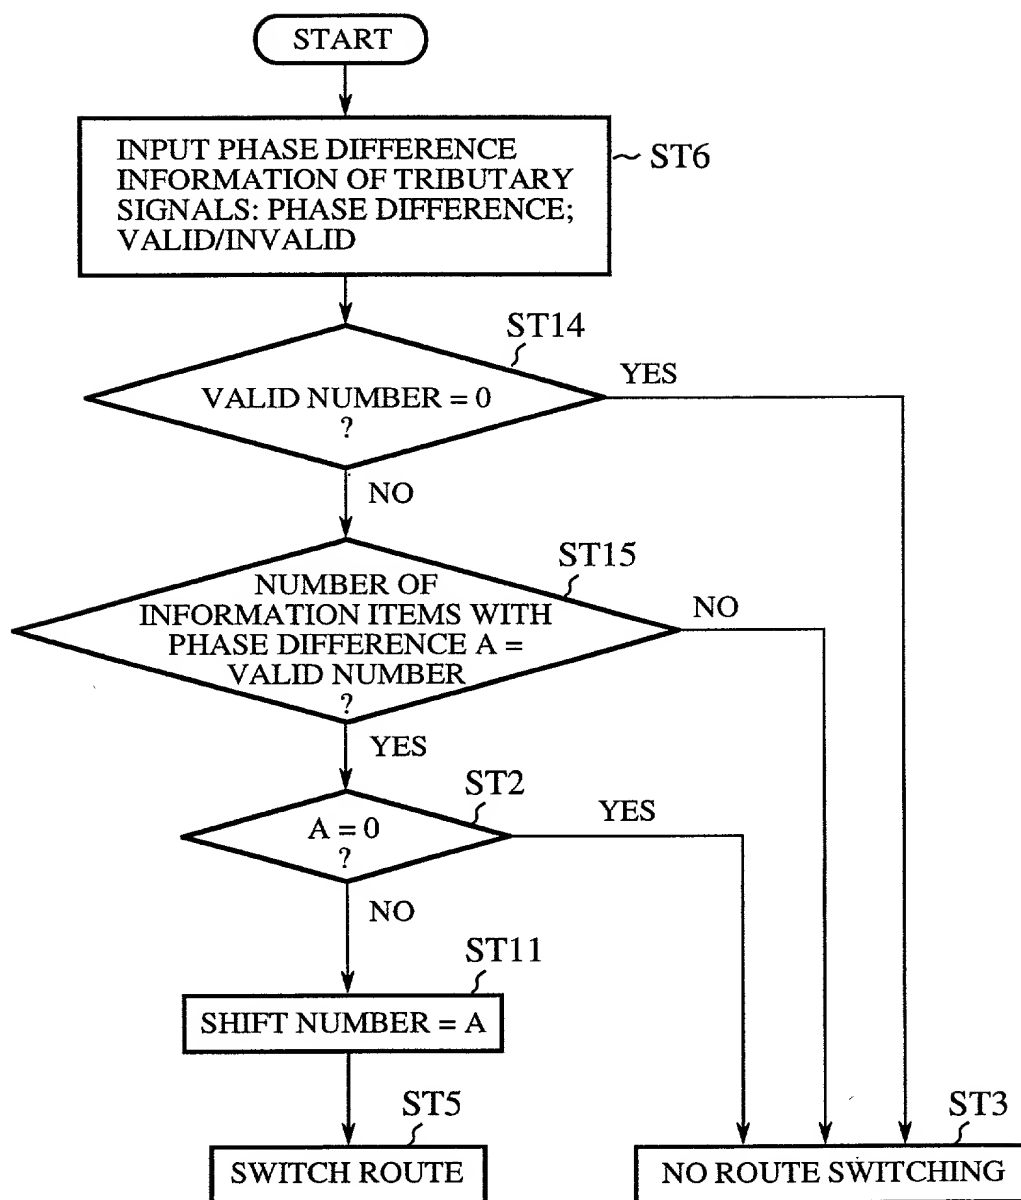 START
INPUT PHASE DIFFERENCE
INFORMATION OF TRIBUTARY
SIGNALS: PHASE DIFFERENCE;
VALID/INVALID
ST6
ST14
VALID NUMBER = 0
?
YES
NO
ST15
NUMBER OF
INFORMATION ITEMS WITH
PHASE DIFFERENCE A =
VALID NUMBER
?
NO
YES
ST2
A = 0
?
YES
NO
ST11
SHIFT NUMBER = A
ST5
SWITCH ROUTE
ST3
NO ROUTE SWITCHING